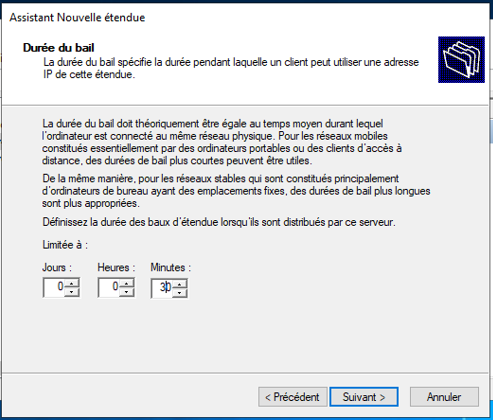 Assistant Nouvelle étendue
Durée du bail
La durée du bail spécifie la durée pendant laquelle un client peut utiliser une adresse
IP de cette étendue.
La durée du bail doit théoriquement être égale au temps moyen durant lequel
l'ordinateur est connecté au même réseau physique. Pour les réseaux mobiles
constitués essentiellement par des ordinateurs portables ou des clients d'accès à
distance, des durées de bail plus courtes peuvent être utiles.
De la même manière, pour les réseaux stables qui sont constitués principalement
d'ordinateurs de bureau ayant des emplacements fixes, des durées de bail plus longues
sont plus appropriées.
Définissez la durée des baux d'étendue lorsqu'ils sont distribués par ce serveur.
Limitée à :
Jours : Heures : Minutes :
0 0 30
< Précédent Suivant > Annuler